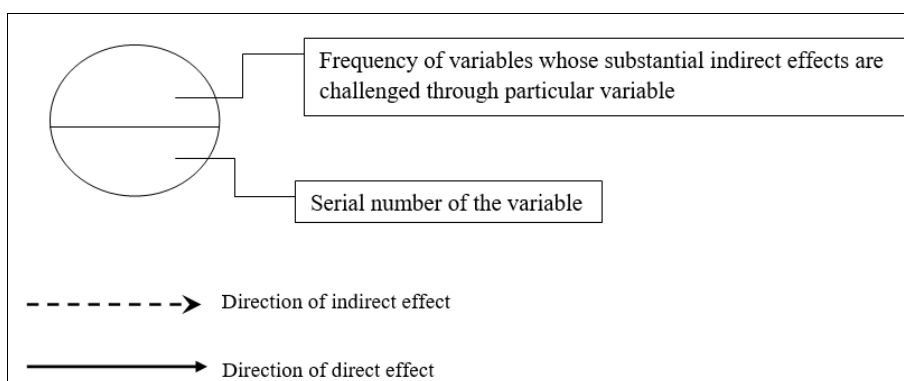 Frequency of variables whose substantial indirect effects are
challenged through particular variable
Serial number of the variable
Direction of indirect effect
Direction of direct effect